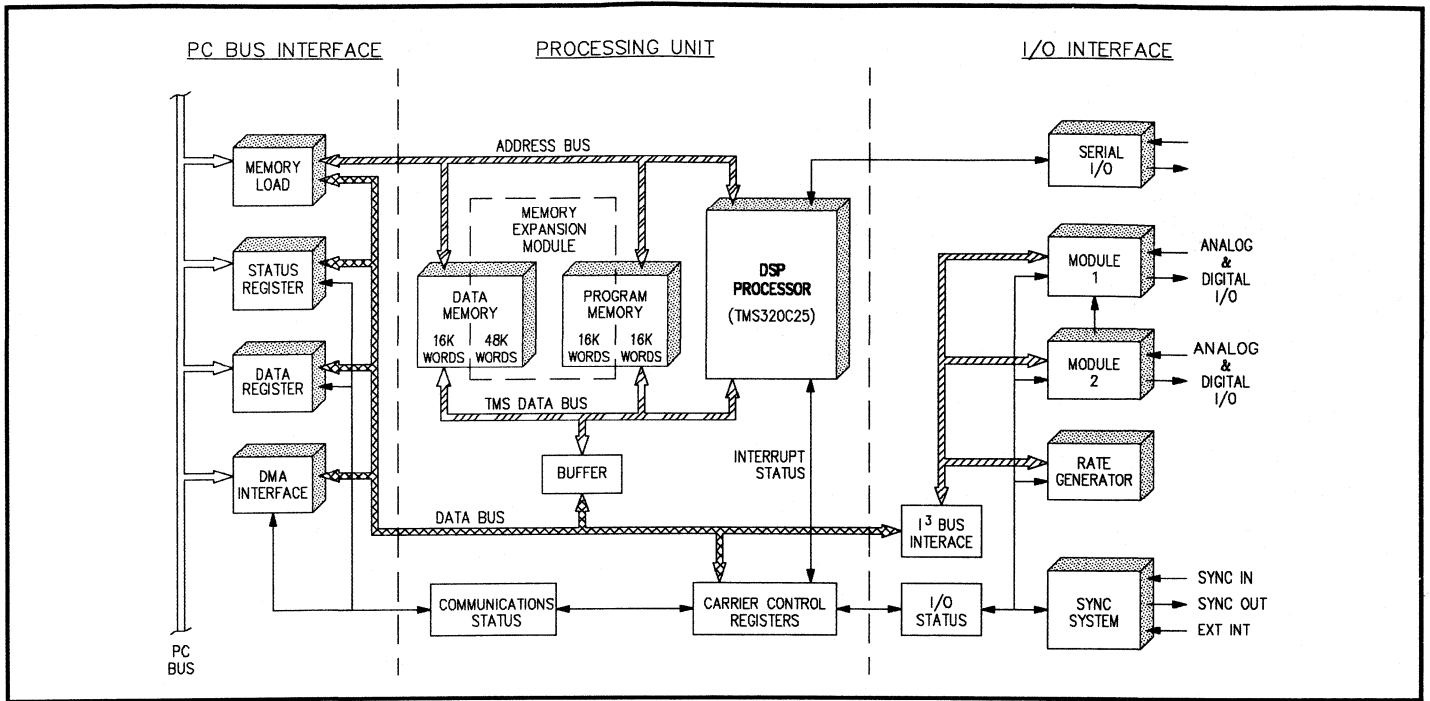 PC BUS INTERFACE
PROCESSING UNIT
I/O INTERFACE
MEMORY
LOAD
STATUS
REGISTER
DATA
REGISTER
DMA
INTERFACE
PC
BUS
ADDRESS BUS
MEMORY
EXPANSION
MODULE
DATA
MEMORY
16K
WORDS
48K
WORDS
PROGRAM
MEMORY
16K
WORDS
16K
WORDS
DSP
PROCESSOR
(TMS320C25)
TMS DATA BUS
BUFFER
INTERRUPT
STATUS
DATA BUS
COMMUNICATIONS
STATUS
CARRIER CONTROL
REGISTERS
SERIAL
I/O
MODULE
1
ANALOG
&
DIGITAL
I/O
MODULE
2
ANALOG
&
DIGITAL
I/O
RATE
GENERATOR
I³ BUS
INTERACE
I/O
STATUS
SYNC
SYSTEM
SYNC IN
SYNC OUT
EXT INT